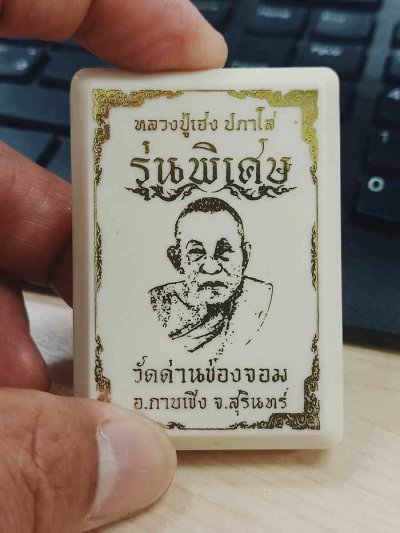 หลวงปู่เฮง ปภาโส
รุ่นพิเศษ
วัดด่านช่องจอม
อ.กาบเชิง จ.สุรินทร์